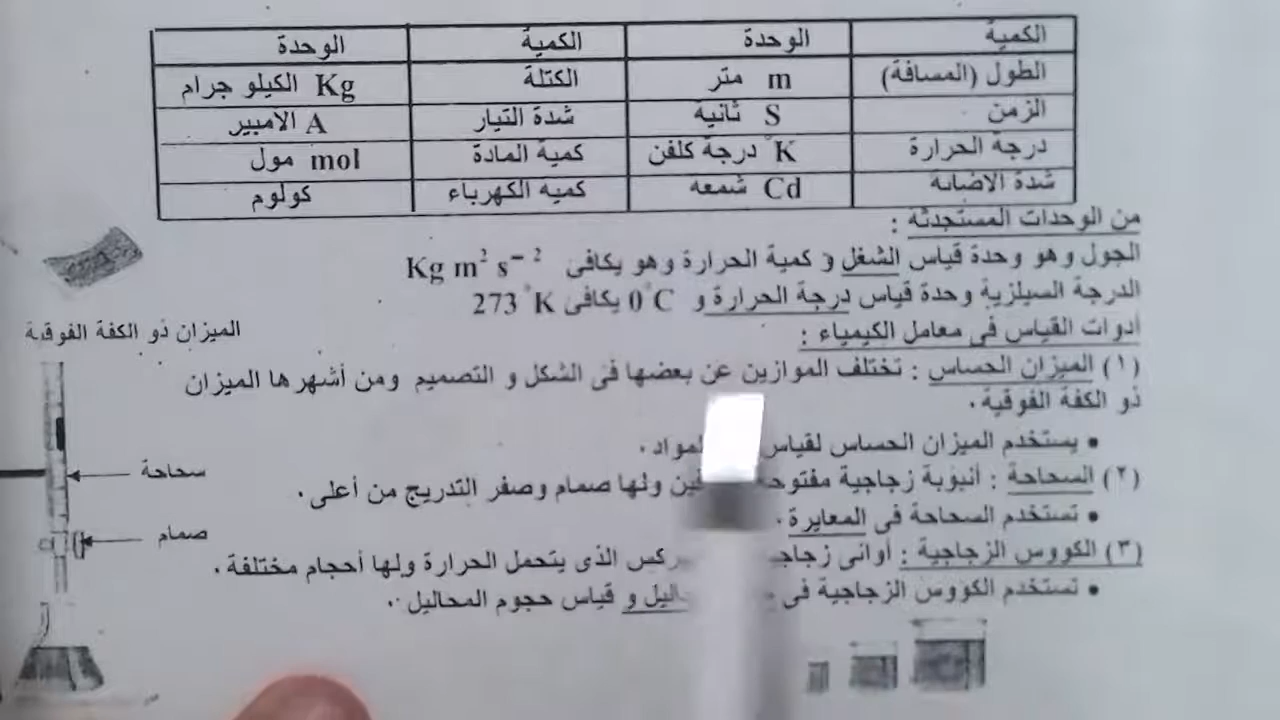 الكمية الوحدة الكمية الوحدة
الطول (المسافة) m متر الكتلة Kg الكيلو جرام
الزمن S ثانية شدة التيار A الامبير
درجة الحرارة K° درجة كلفن كمية المادة mol مول
شدة الاضائة Cd شمعة كمية الكهرباء كولوم
من الوحدات المستجدثة :
الجول وهو وحدة قياس الشغل و كمية الحرارة وهو يكافى Kg m² s⁻²
الدرجة السيلزية وحدة قياس درجة الحرارة و 0°C يكافى 273°K
أدوات القياس فى معامل الكيمياء :
(١) الميزان الحساس : تختلف الموازين عن بعضها فى الشكل و التصميم ومن أشهرها الميزان
ذو الكفة الفوقية .
• يستخدم الميزان الحساس لقياس المواد .
(٢) السحاحة : أنبوبة زجاجية مفتوحة ولها صمام وصفر التدريج من أعلى .
• تستخدم السحاحة فى المعايرة .
(٣) الكووس الزجاجية : أوانى الذى يتحمل الحرارة ولها أحجام مختلفة .
• تستخدم الكووس الزجاجية فى و قياس حجوم المحاليل .
الميزان ذو الكفة الفوقية
سحاحة
صمام